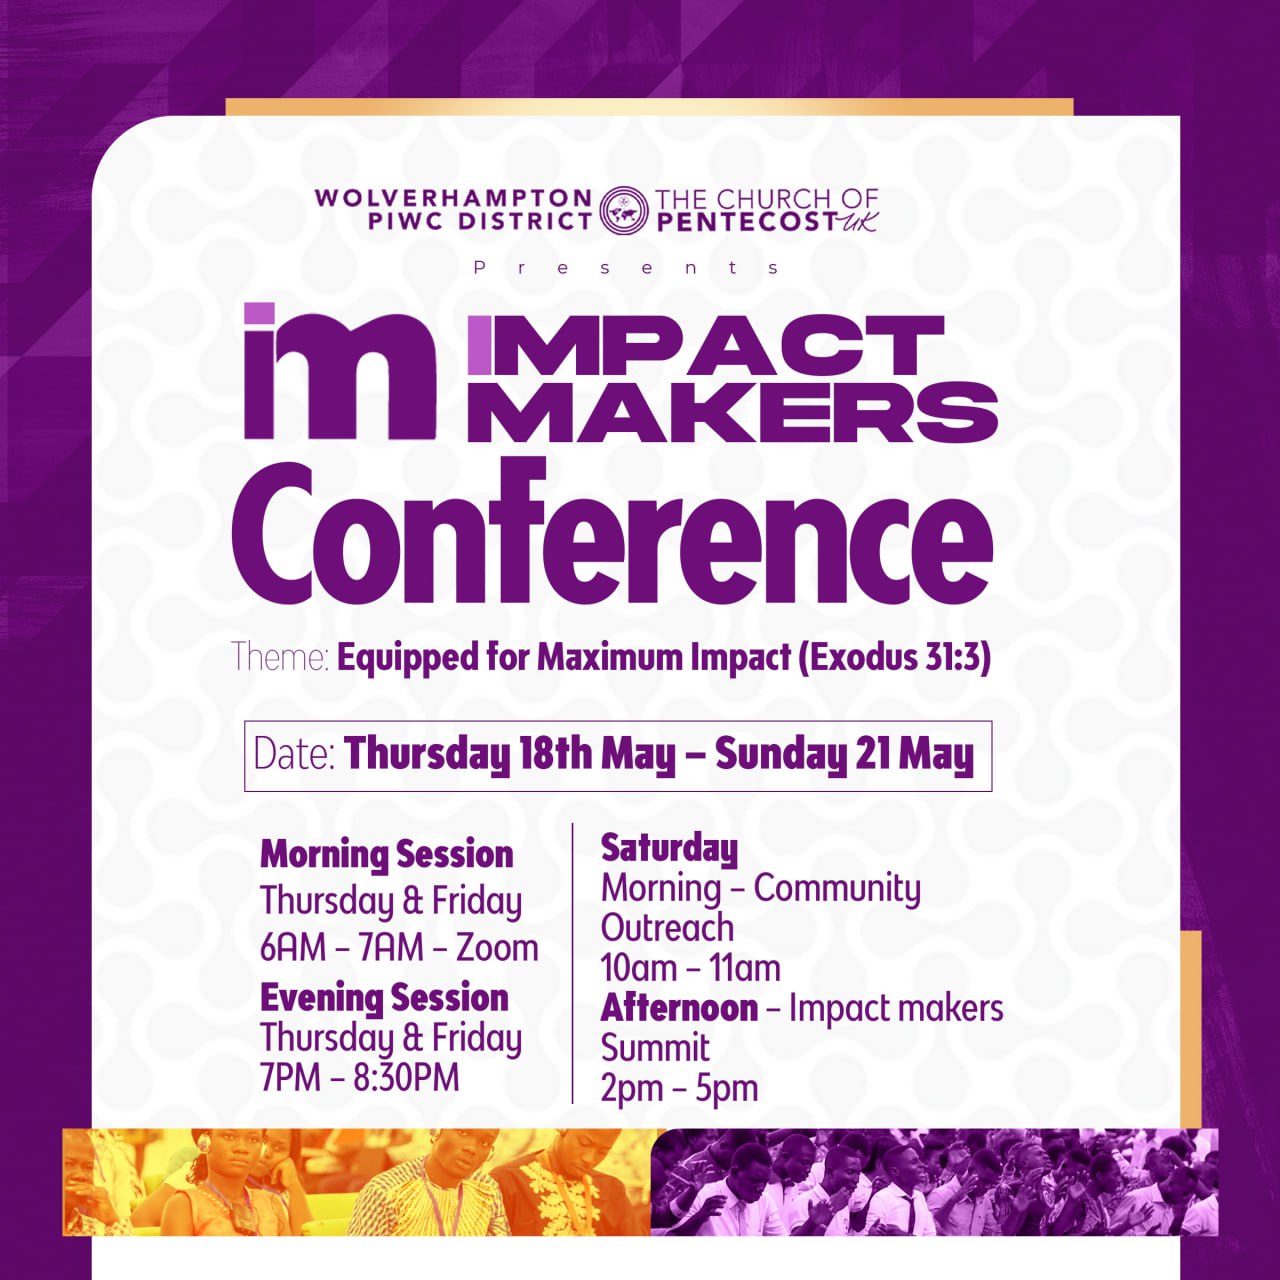 WOLVERHAMPTON
PIWC DISTRICT
THE CHURCH OF
PENTECOST UK
Presents
im
IMPACT
MAKERS
Conference
Theme: Equipped for Maximum Impact (Exodus 31:3)
Date: Thursday 18th May – Sunday 21 May
Morning Session
Thursday & Friday
6AM – 7AM – Zoom
Evening Session
Thursday & Friday
7PM – 8:30PM
Saturday
Morning – Community
Outreach
10am – 11am
Afternoon – Impact makers
Summit
2pm – 5pm